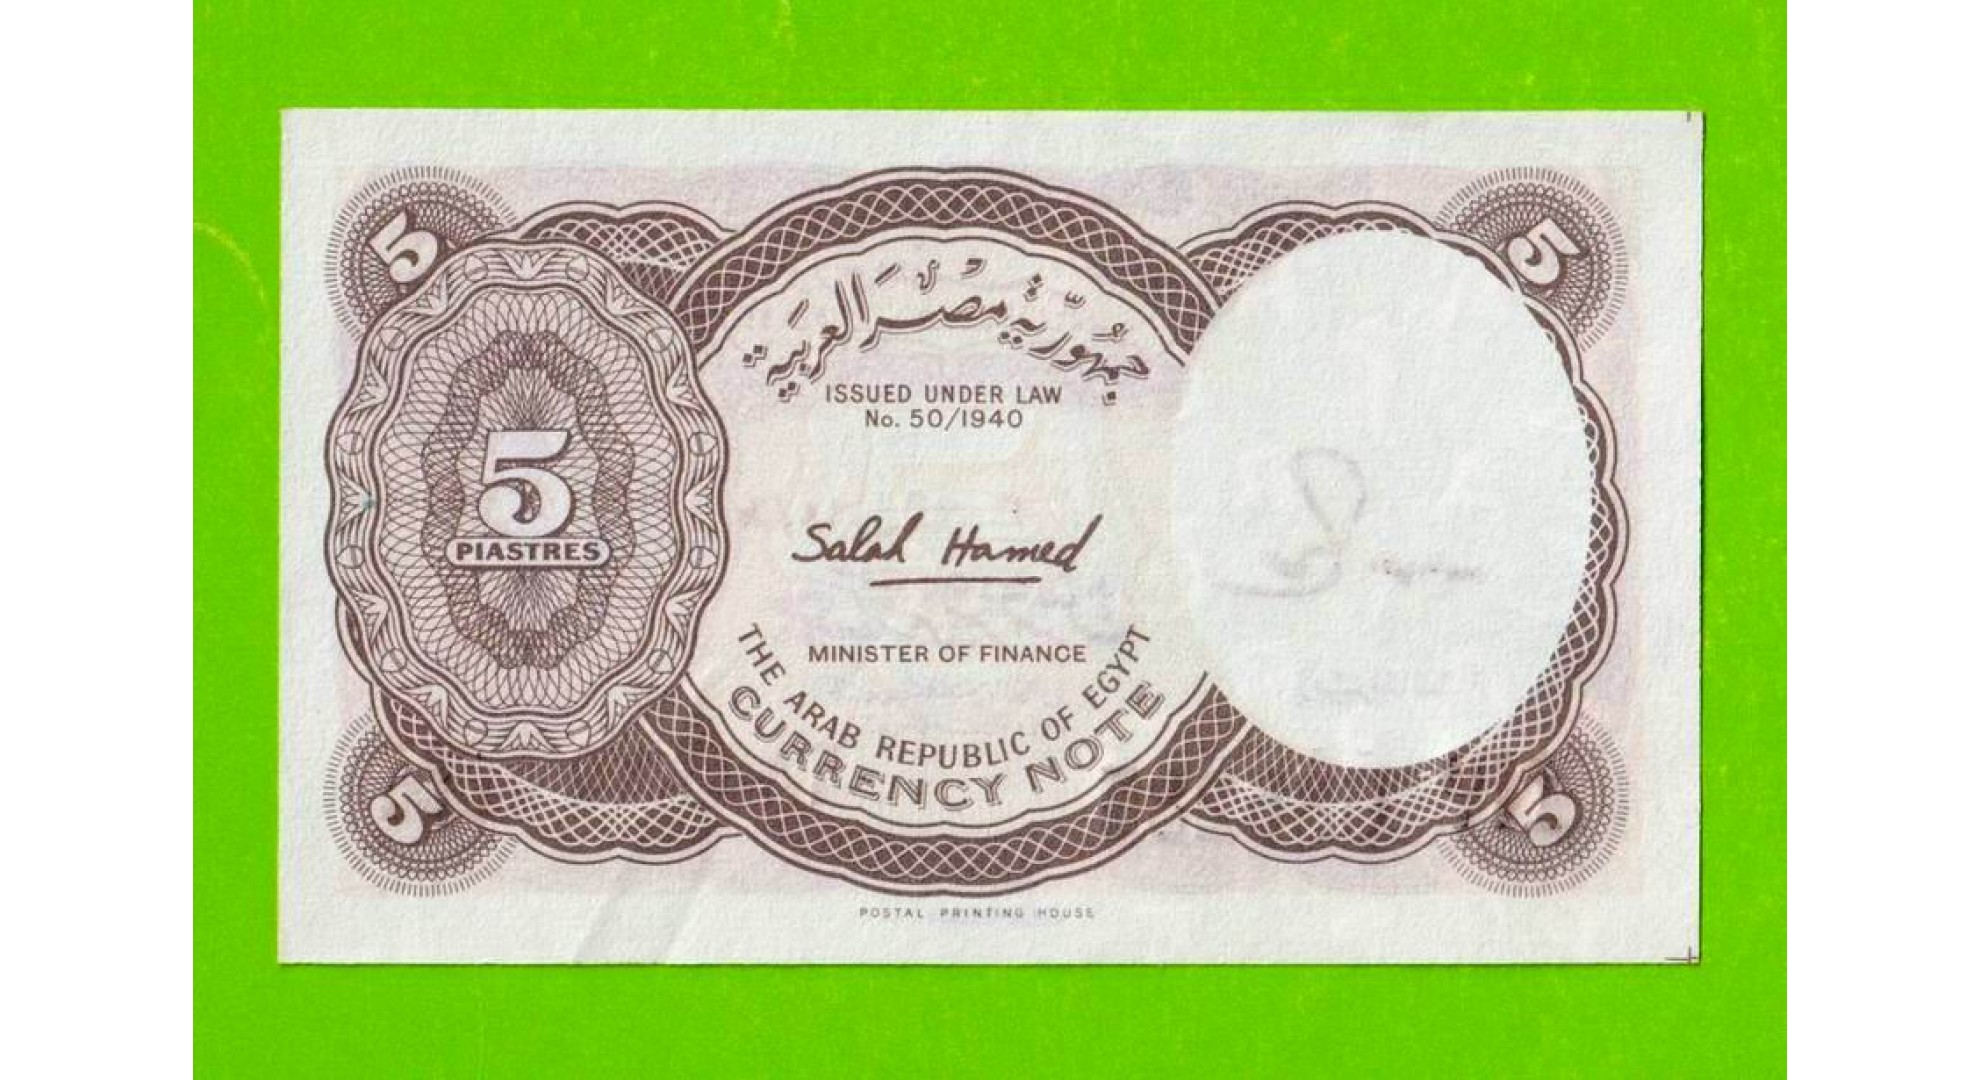 5
5
جمهوريّة مصر العربية
ISSUED UNDER LAW
No. 50/1940
5
PIASTRES
Salah Hamed
MINISTER OF FINANCE
THE ARAB REPUBLIC OF EGYPT
CURRENCY NOTE
5
5
POSTAL PRINTING HOUSE